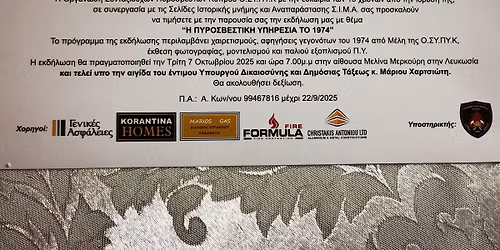 σε συνεργασία με τις Σελίδες Ιστορικής μνήμης και Αναπαράστασης Σ.Ι.Μ.Α. σας προσκαλούν
να τιμήσετε με την παρουσία σας την εκδήλωση μας με θέμα
"Η ΠΥΡΟΣΒΕΣΤΙΚΗ ΥΠΗΡΕΣΙΑ ΤΟ 1974"
Το πρόγραμμα της εκδήλωσης περιλαμβάνει χαιρετισμούς, αφηγήσεις γεγονότων του 1974 από Μέλη της Ο.ΣΥ.ΠΥ.Κ,
έκθεση φωτογραφίας, μοντελισμού και παλιού εξοπλισμού Π.Υ.
Η εκδήλωση θα πραγματοποιηθεί την Τρίτη 7 Οκτωβρίου 2025 και ώρα 7.00μ.μ στην αίθουσα Μελίνα Μερκούρη στην Λευκωσία
και τελεί υπο την αιγίδα του έντιμου Υπουργού Δικαιοσύνης και Δημόσιας Τάξεως κ. Μάριου Χαρτσιώτη.
Θα ακολουθήσει δεξίωση.
Π.Α.: Α. Κων/νου 99467816 μέχρι 22/9/2025
Χορηγοί:
Γενικές
Ασφάλειες
KORANTINA
HOMES
MARIOS GAS
FIRE
FORMULA
CHRISTAKIS ANTONIOU LTD
Υποστηρικτής: